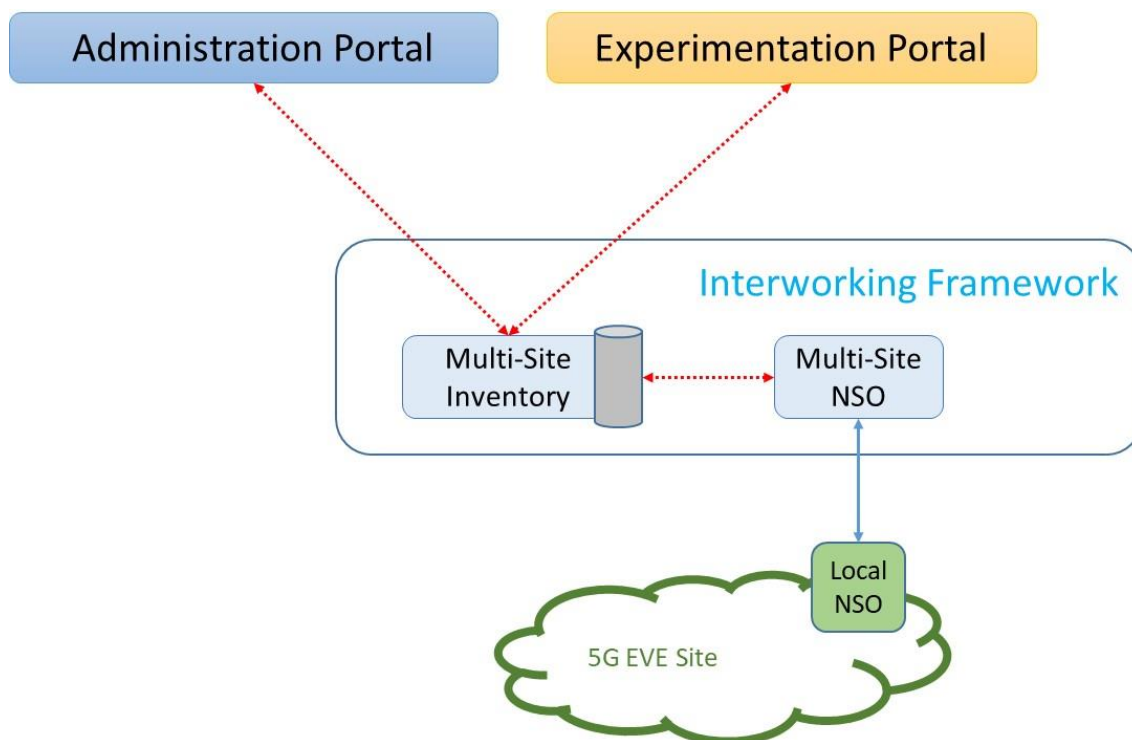 Administration Portal
Experimentation Portal
Interworking Framework
Multi-Site
Inventory
Multi-Site
NSO
Local
NSO
5G EVE Site